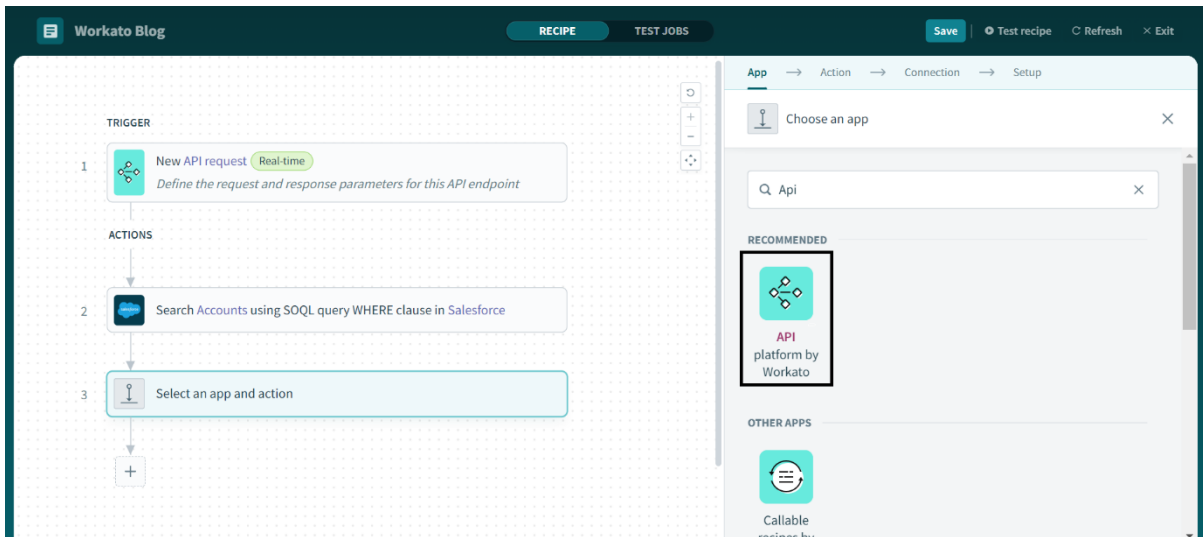 Workato Blog
RECIPE
TEST JOBS
Save
Test recipe
Refresh
Exit
App
Action
Connection
Setup
Choose an app
TRIGGER
1
New API request Real-time
Define the request and response parameters for this API endpoint
ACTIONS
2
Search Accounts using SOQL query WHERE clause in Salesforce
3
Select an app and action
Api
RECOMMENDED
API
platform by
Workato
OTHER APPS
Callable
recipes by